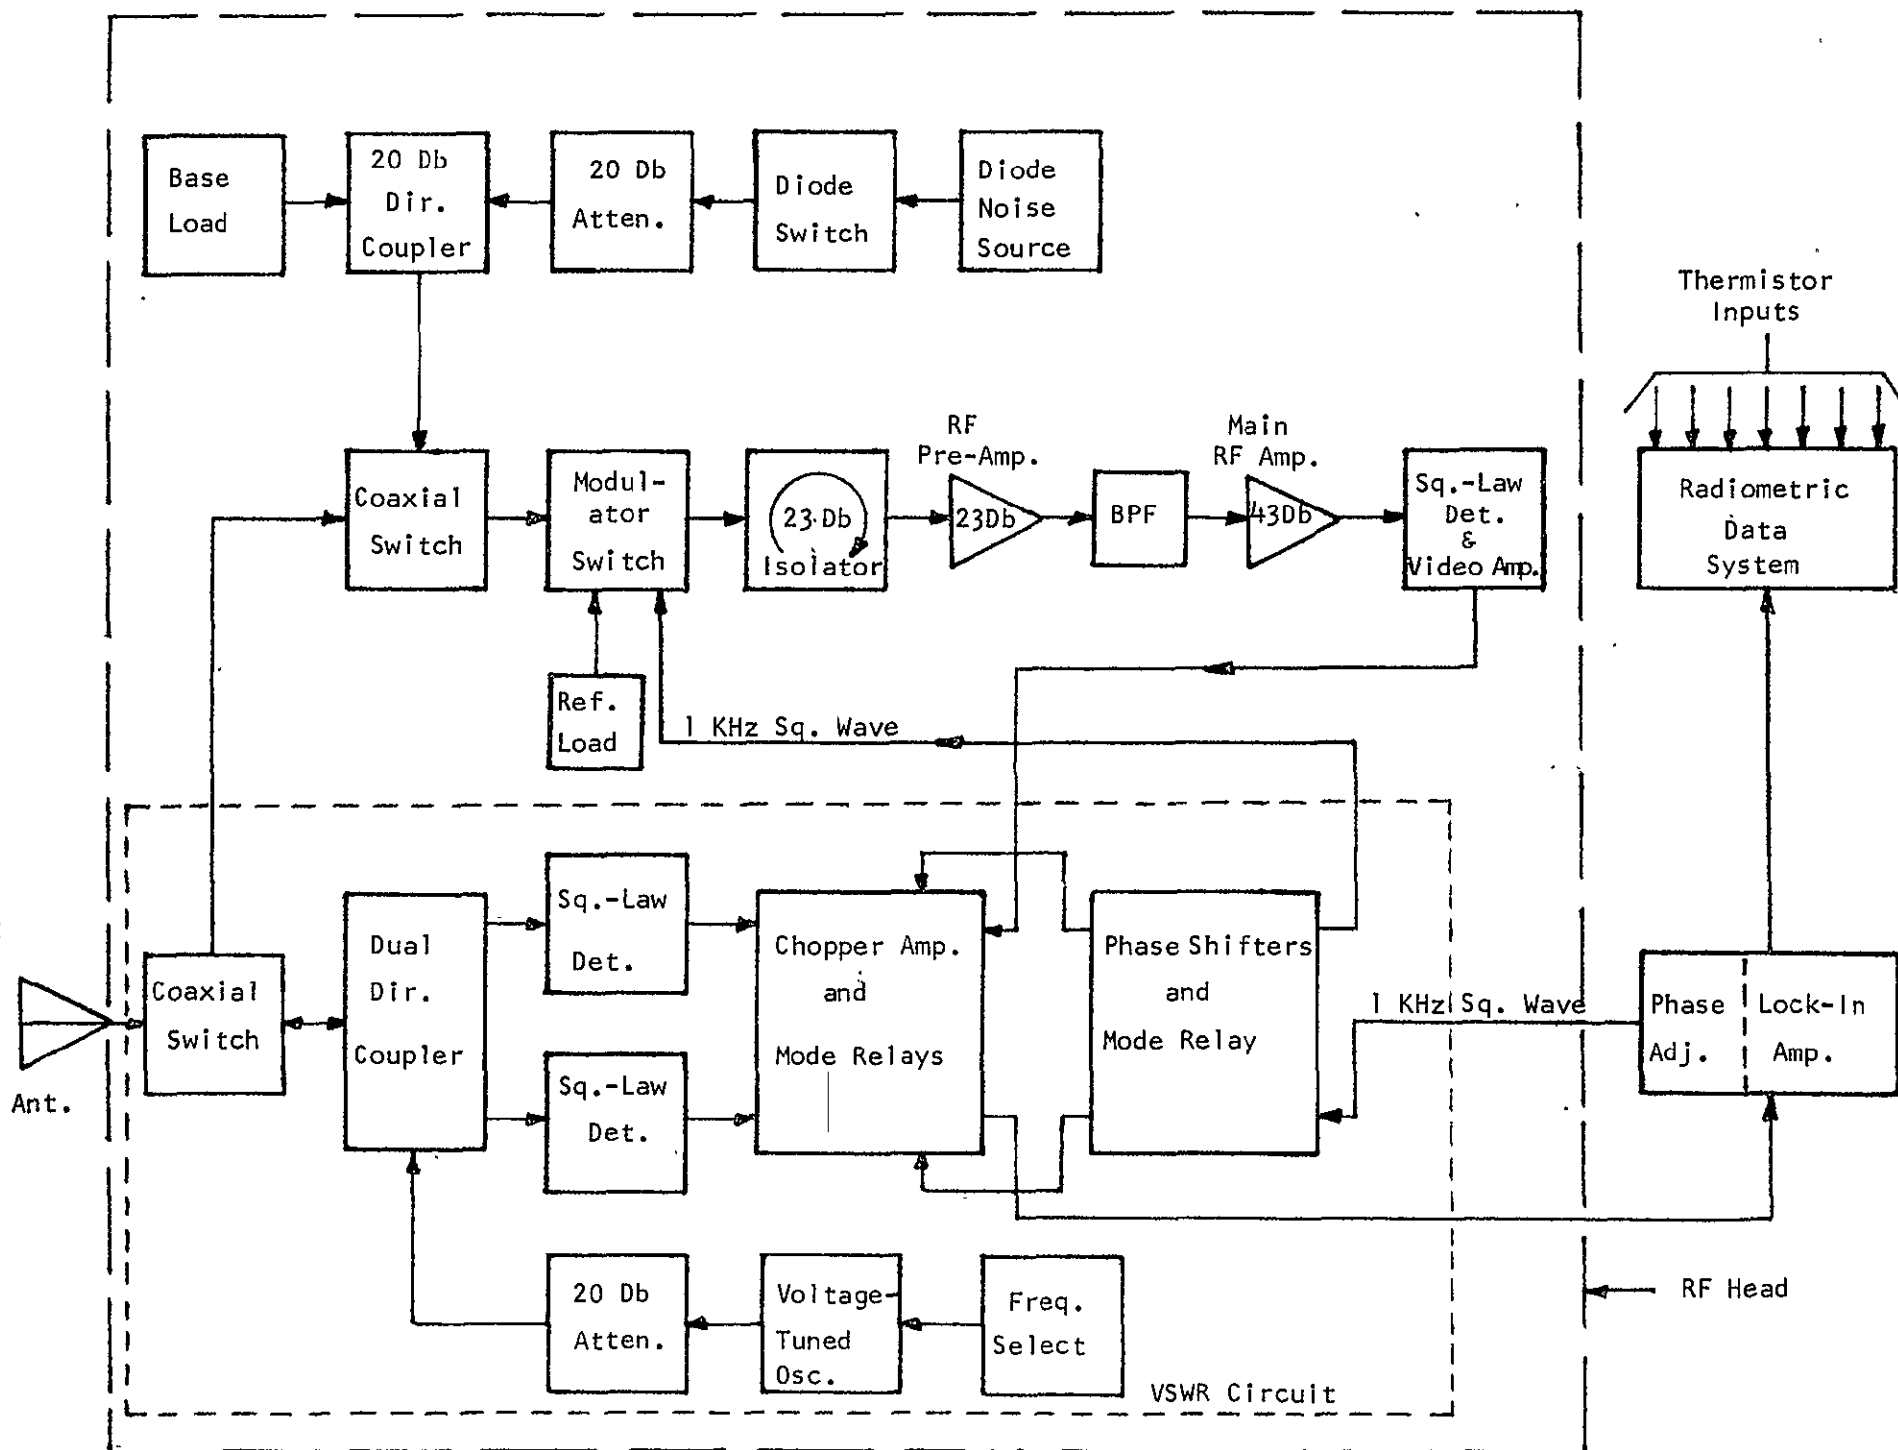 Base
Load
20 Db
Dir.
Coupler
20 Db
Atten.
Diode
Switch
Diode
Noise
Source
Thermistor
Inputs
Coaxial
Switch
Modul-
ator
Switch
23 Db
Isolator
RF
Pre-Amp.
23Db
BPF
Main
RF Amp.
43Db
Sq.-Law
Det.
&
Video Amp.
Radiometric
Data
System
Ref.
Load
1 KHz Sq. Wave
Ant.
Coaxial
Switch
Dual
Dir.
Coupler
Sq.-Law
Det.
Sq.-Law
Det.
Chopper Amp.
and
Mode Relays
Phase Shifters
and
Mode Relay
1 KHz Sq. Wave
Phase
Adj.
Lock-In
Amp.
20 Db
Atten.
Voltage-
Tuned
Osc.
Freq.
Select
RF Head
VSWR Circuit